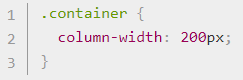 1 .container {
2   column-width: 200px;
3 }